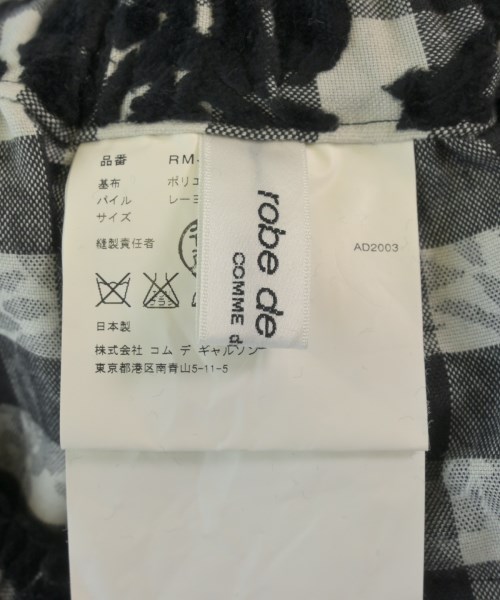 品番 RM-
基布 ポリエ
パイル レーヨ
サイズ
縫製責任者
AD2003
日本製
株式会社 コム デ ギャルソン
東京都港区南青山5-11-5
robe de
COMME d